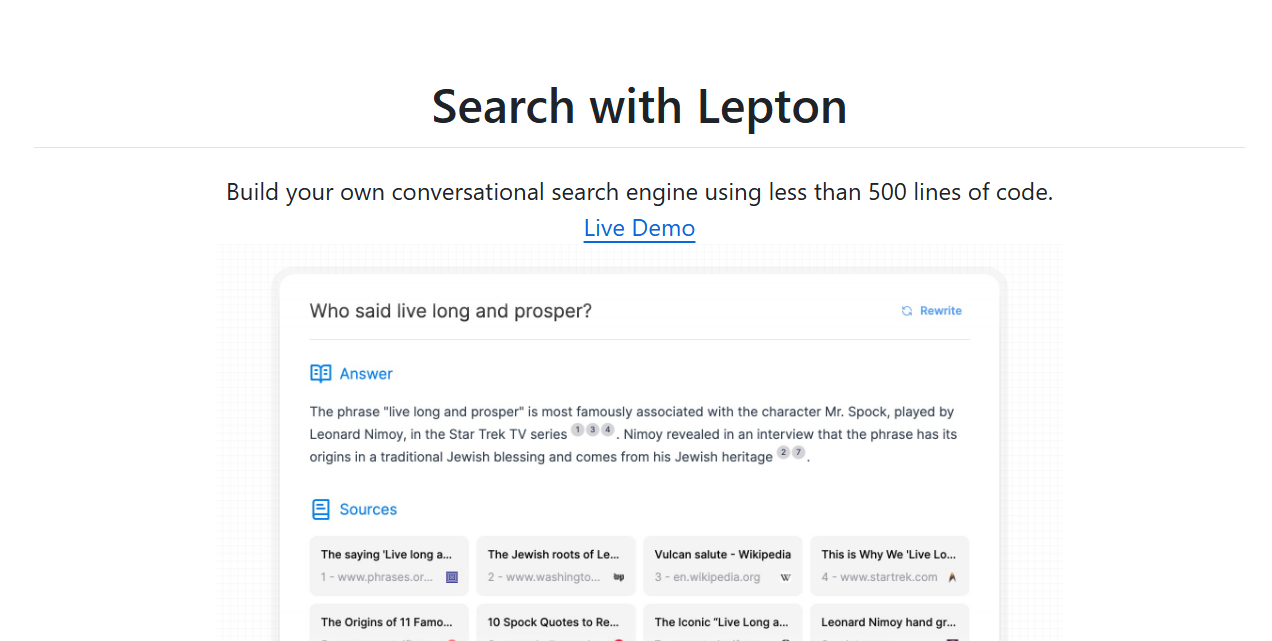 Search with Lepton
Build your own conversational search engine using less than 500 lines of code.
Live Demo
Who said live long and prosper?
Rewrite
Answer
The phrase "live long and prosper" is most famously associated with the character Mr. Spock, played by
Leonard Nimoy, in the Star Trek TV series 1 3 4 . Nimoy revealed in an interview that the phrase has its
origins in a traditional Jewish blessing and comes from his Jewish heritage 2 7 .
Sources
The saying 'Live long a...
1 - www.phrases.or...
The Jewish roots of Le...
2 - www.washingto...
wp
Vulcan salute - Wikipedia
3 - en.wikipedia.org
W
This is Why We 'Live Lo...
4 - www.startrek.com
The Origins of 11 Famo...
10 Spock Quotes to Re...
The Iconic “Live Long a...
Leonard Nimoy hand gr...